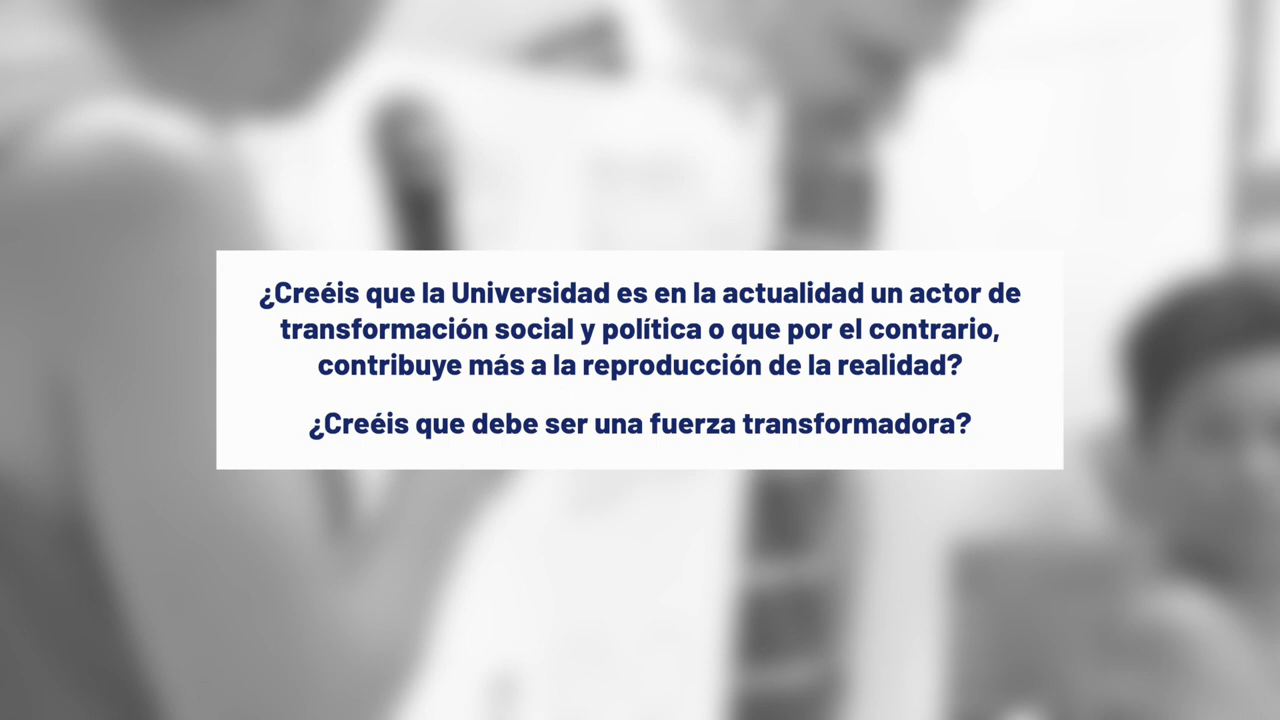 ¿Creéis que la Universidad es en la actualidad un actor de
transformación social y política o que por el contrario,
contribuye más a la reproducción de la realidad?
¿Creéis que debe ser una fuerza transformadora?